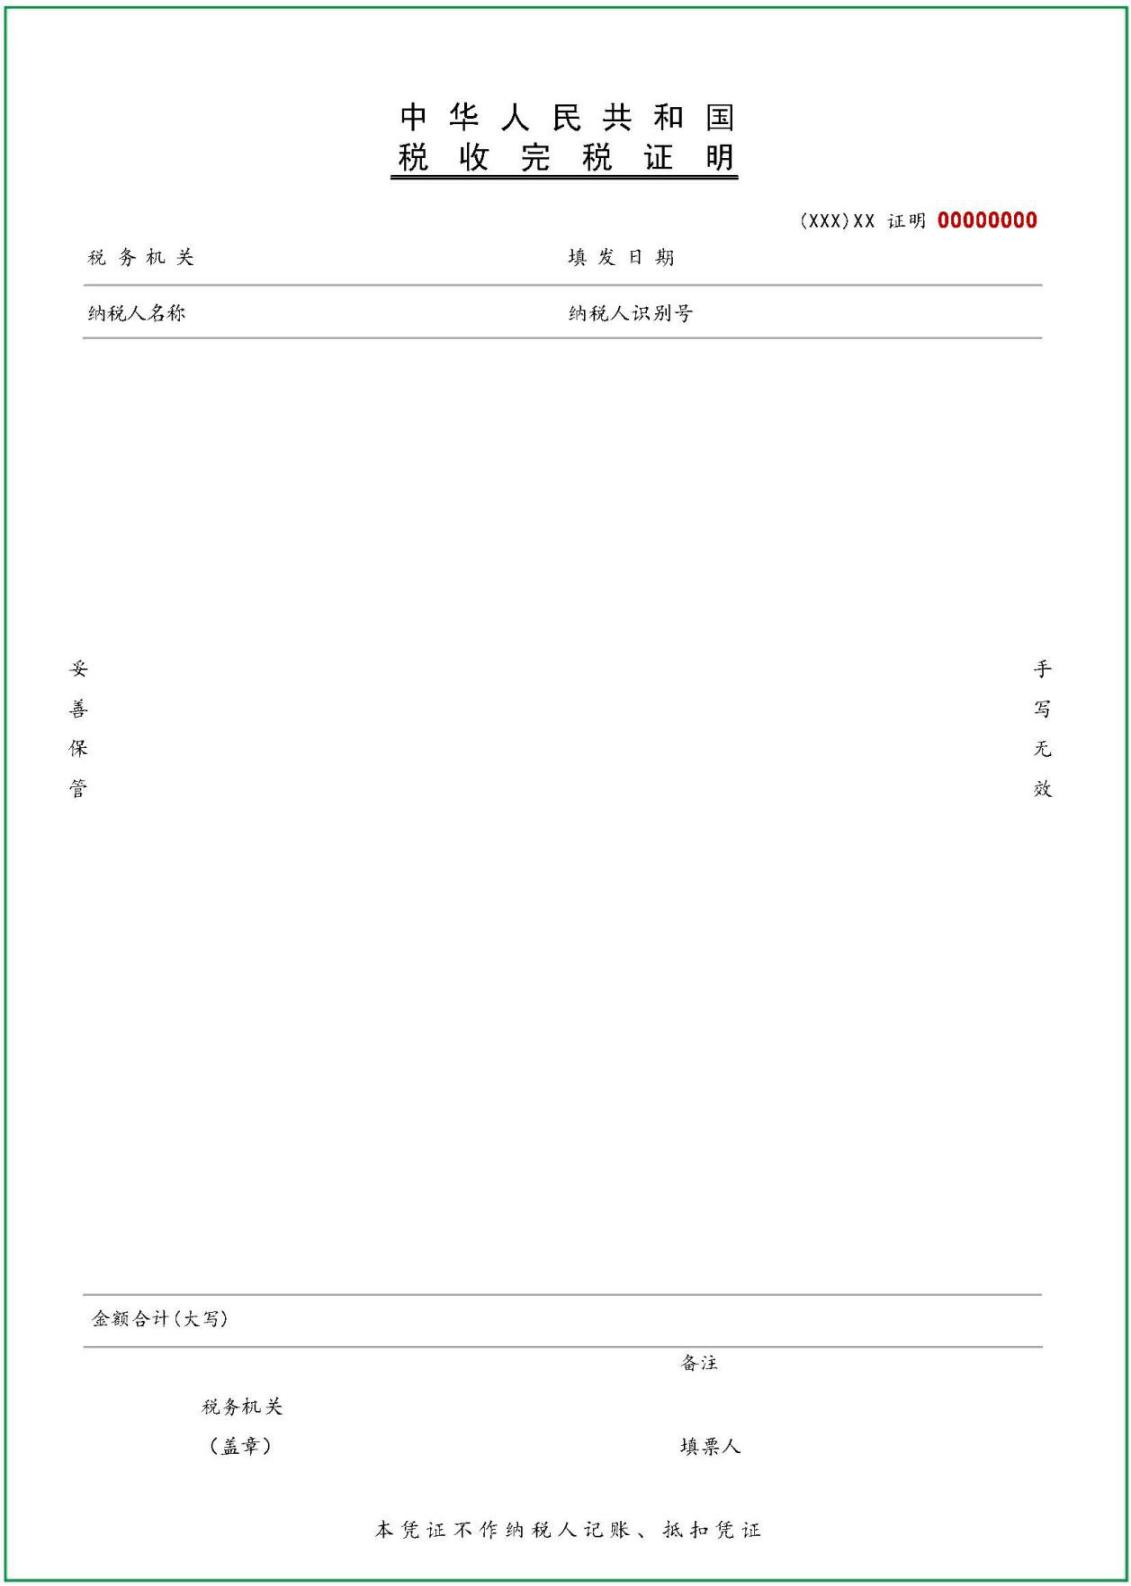 中华人民共和国
税收完税证明
(XXX)XX 证明 00000000
税务机关 填发日期
纳税人名称 纳税人识别号
妥善保管
手写无效
金额合计(大写)
备注
税务机关
(盖章) 填票人
本凭证不作纳税人记账、抵扣凭证